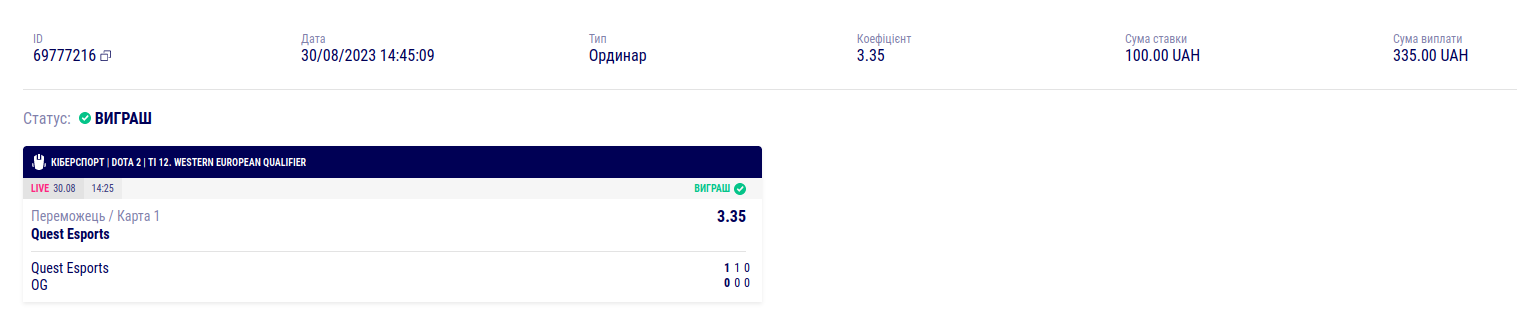 ID Дата Тип Коефіцієнт Сума ставки Сума виплати
69777216 30/08/2023 14:45:09 Ординар 3.35 100.00 UAH 335.00 UAH
Статус: ВИГРАШ
КІБЕРСПОРТ | DOTA 2 | TI 12. WESTERN EUROPEAN QUALIFIER
LIVE 30.08 14:25 ВИГРАШ
Переможець / Карта 1 3.35
Quest Esports
Quest Esports 1 1 0
OG 0 0 0